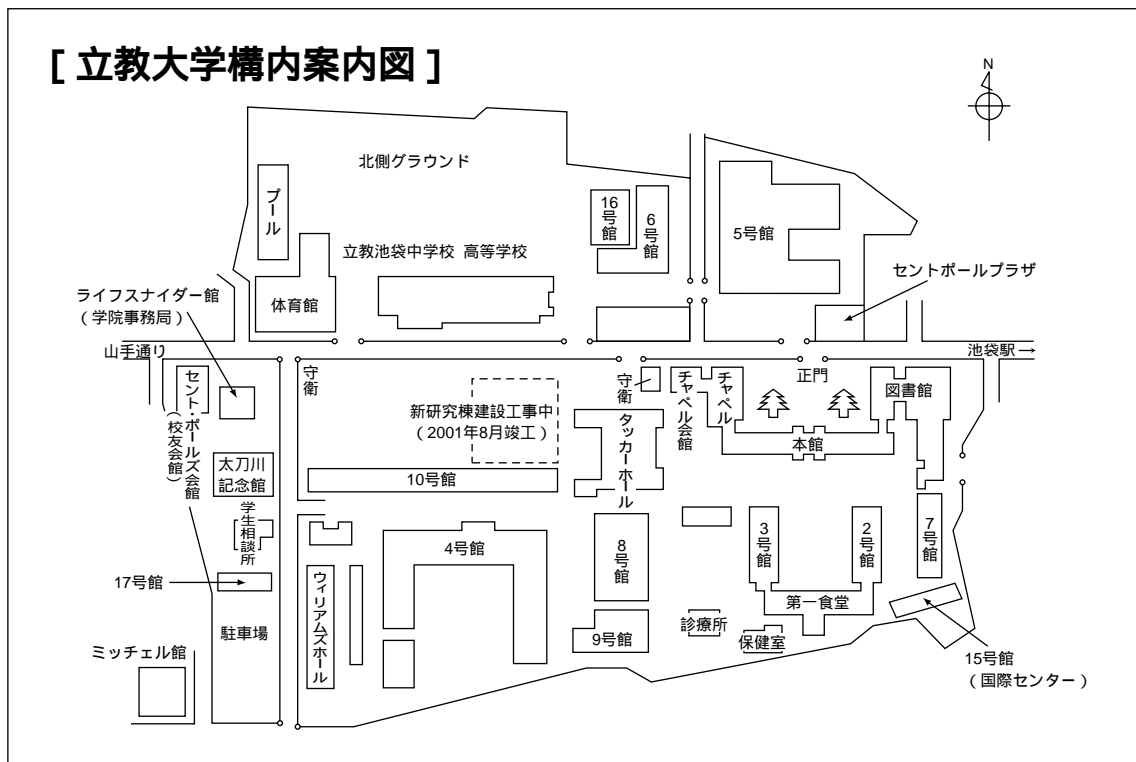 [ 立教大学構内案内図 ]
N
北側グラウンド
プール
16号館
6号館
5号館
立教池袋中学校 高等学校
セントポールプラザ
ライフスナイダー館
（学院事務局）
体育館
山手通り
池袋駅→
セント・ポールズ会館
（校友会館）
守衛
新研究棟建設工事中
（2001年8月竣工）
守衛
チャペル会館
チャペル
正門
図書館
本館
タッカーホール
太刀川
記念館
10号館
学生相談所
4号館
8号館
3号館
2号館
7号館
17号館
ウィリアムズホール
第一食堂
駐車場
診療所
9号館
保健室
ミッチェル館
15号館
（国際センター）